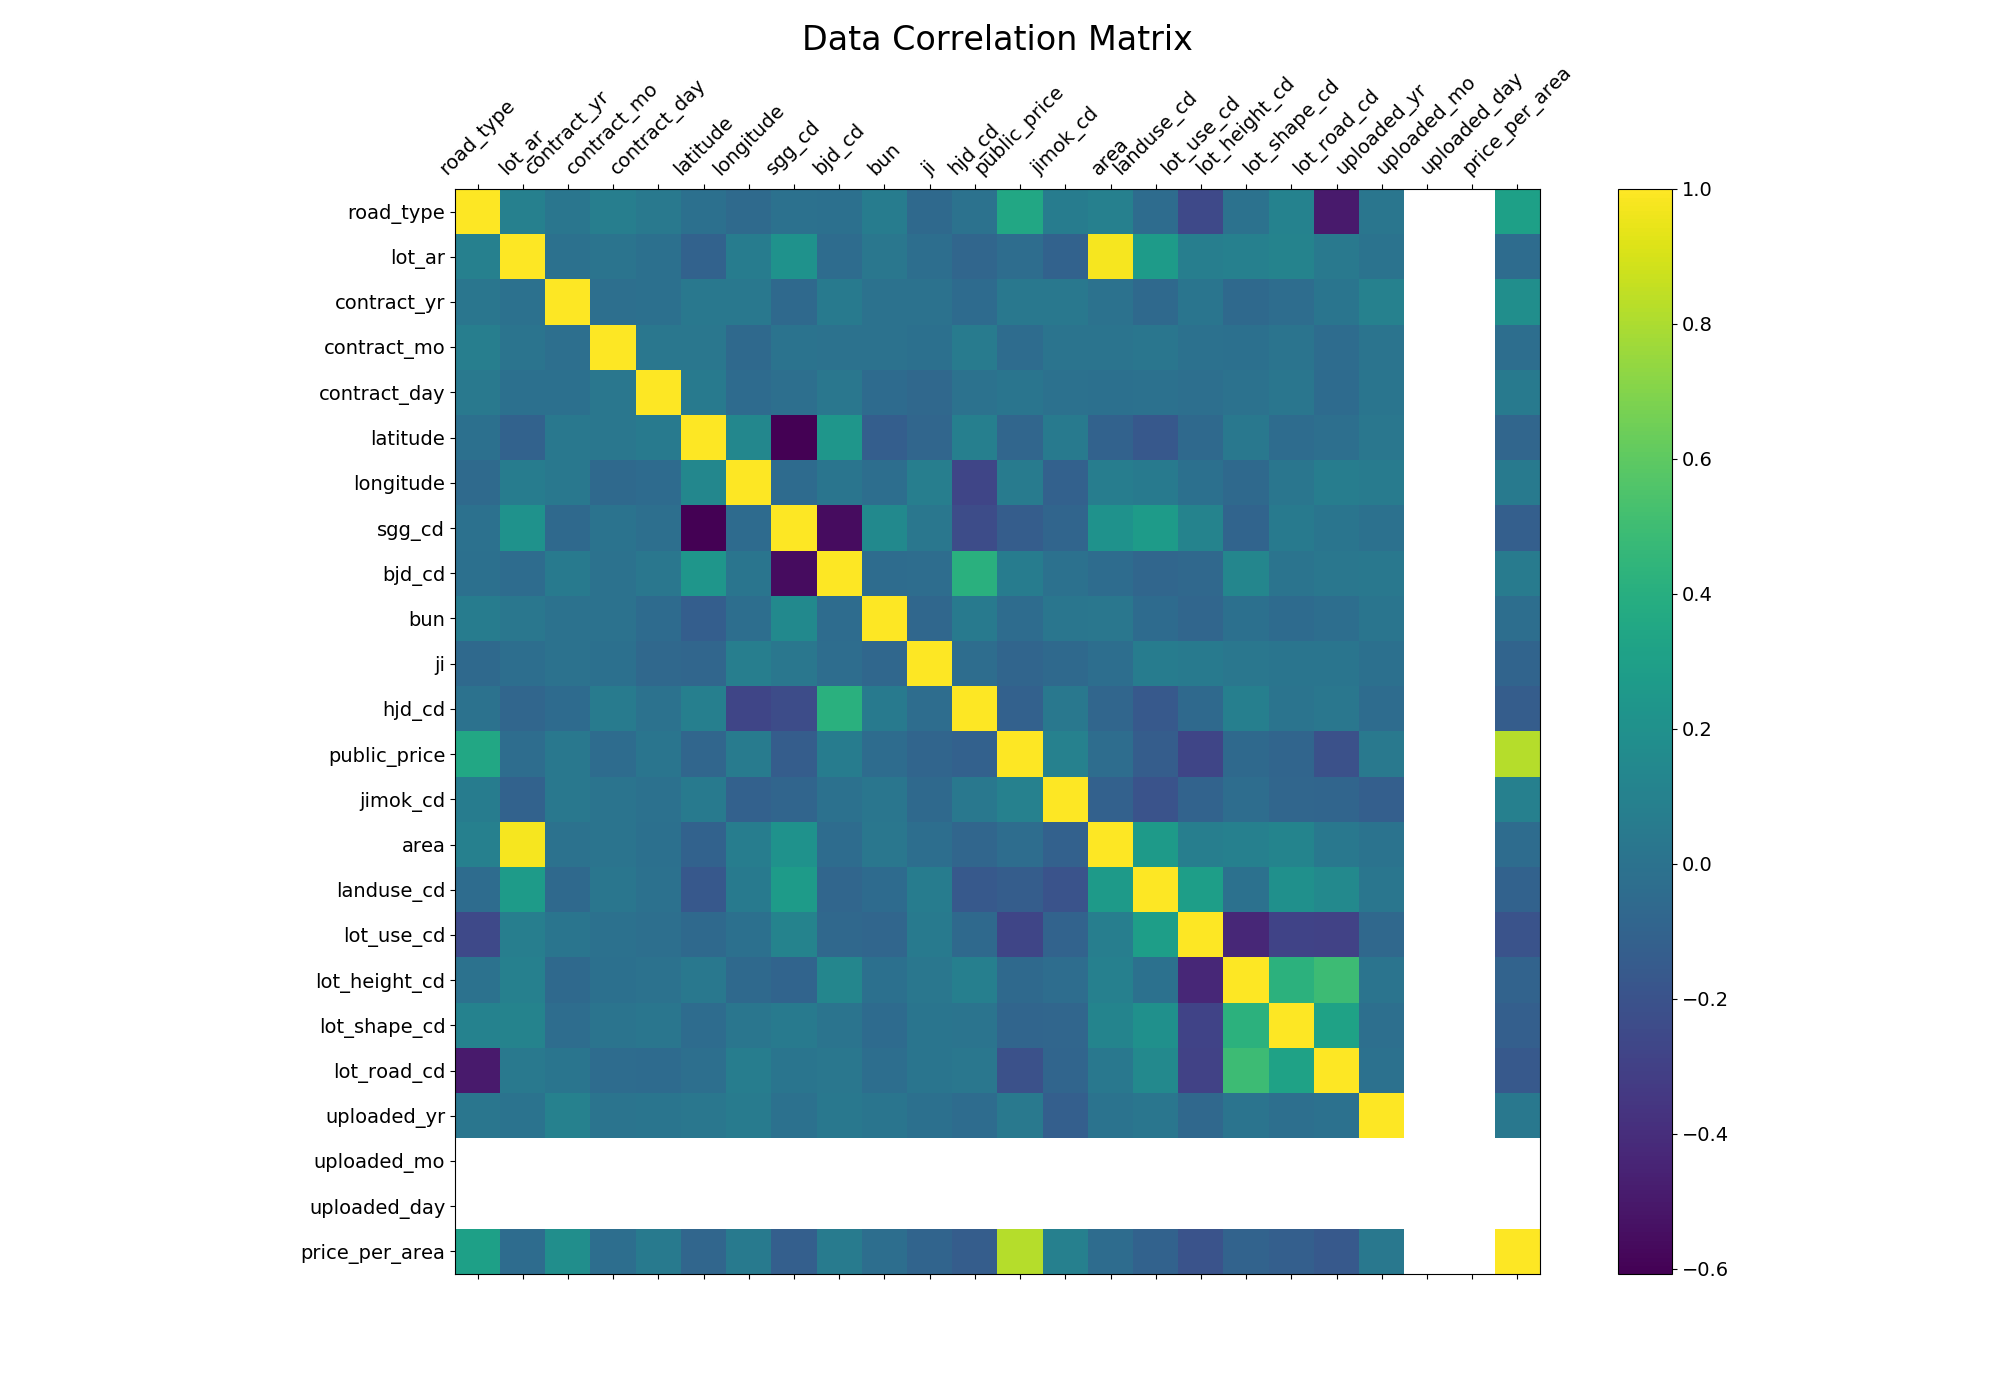 Data Correlation Matrix
road_type
lot_ar
contract_yr
contract_mo
contract_day
latitude
longitude
sgg_cd
bjd_cd
bun
ji
hjd_cd
public_price
jimok_cd
area
landuse_cd
lot_use_cd
lot_height_cd
lot_shape_cd
lot_road_cd
uploaded_yr
uploaded_mo
uploaded_day
price_per_area
road_type
lot_ar
contract_yr
contract_mo
contract_day
latitude
longitude
sgg_cd
bjd_cd
bun
ji
hjd_cd
public_price
jimok_cd
area
landuse_cd
lot_use_cd
lot_height_cd
lot_shape_cd
lot_road_cd
uploaded_yr
uploaded_mo
uploaded_day
price_per_area
1.0
0.8
0.6
0.4
0.2
0.0
−0.2
−0.4
−0.6